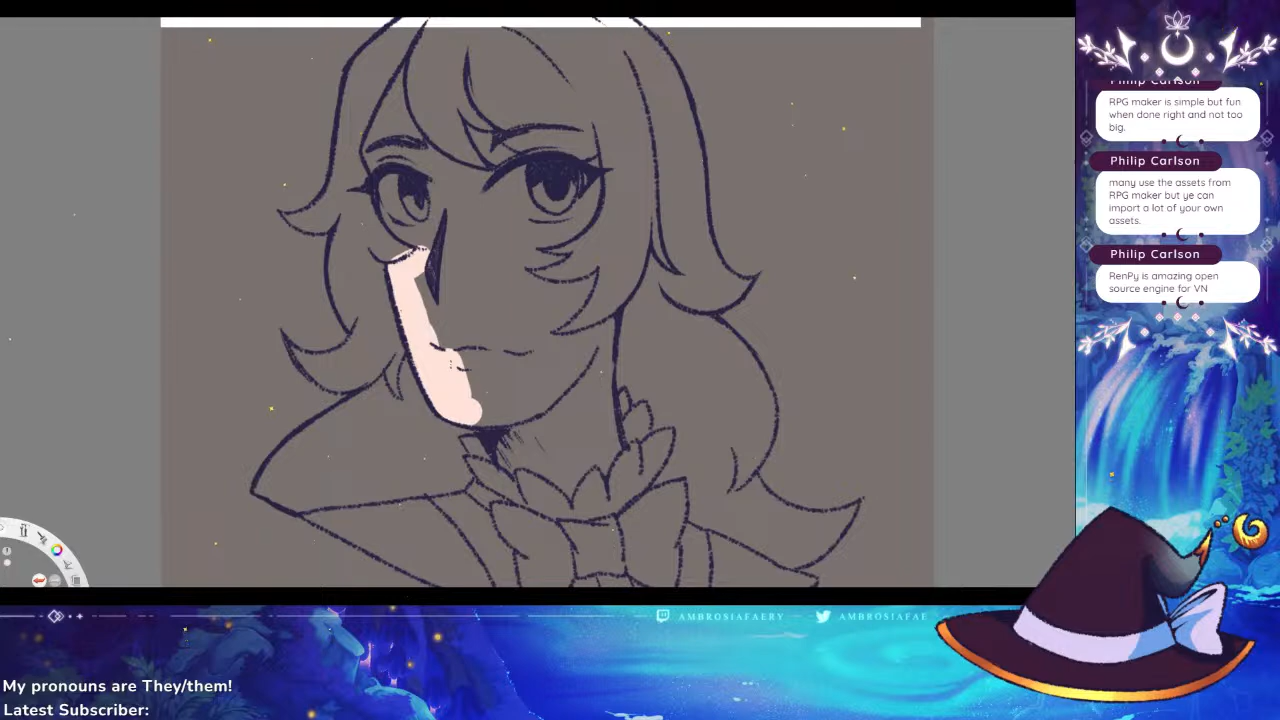 Philip Carlson
RPG maker is simple but fun
when done right and not too
big.
Philip Carlson
many use the assets from
RPG maker but ye can
import a lot of your own
assets.
Philip Carlson
RenPy is amazing open
source engine for VN
AMBROSIAFAERY
AMBROSIAFAE
My pronouns are They/them!
Latest Subscriber: